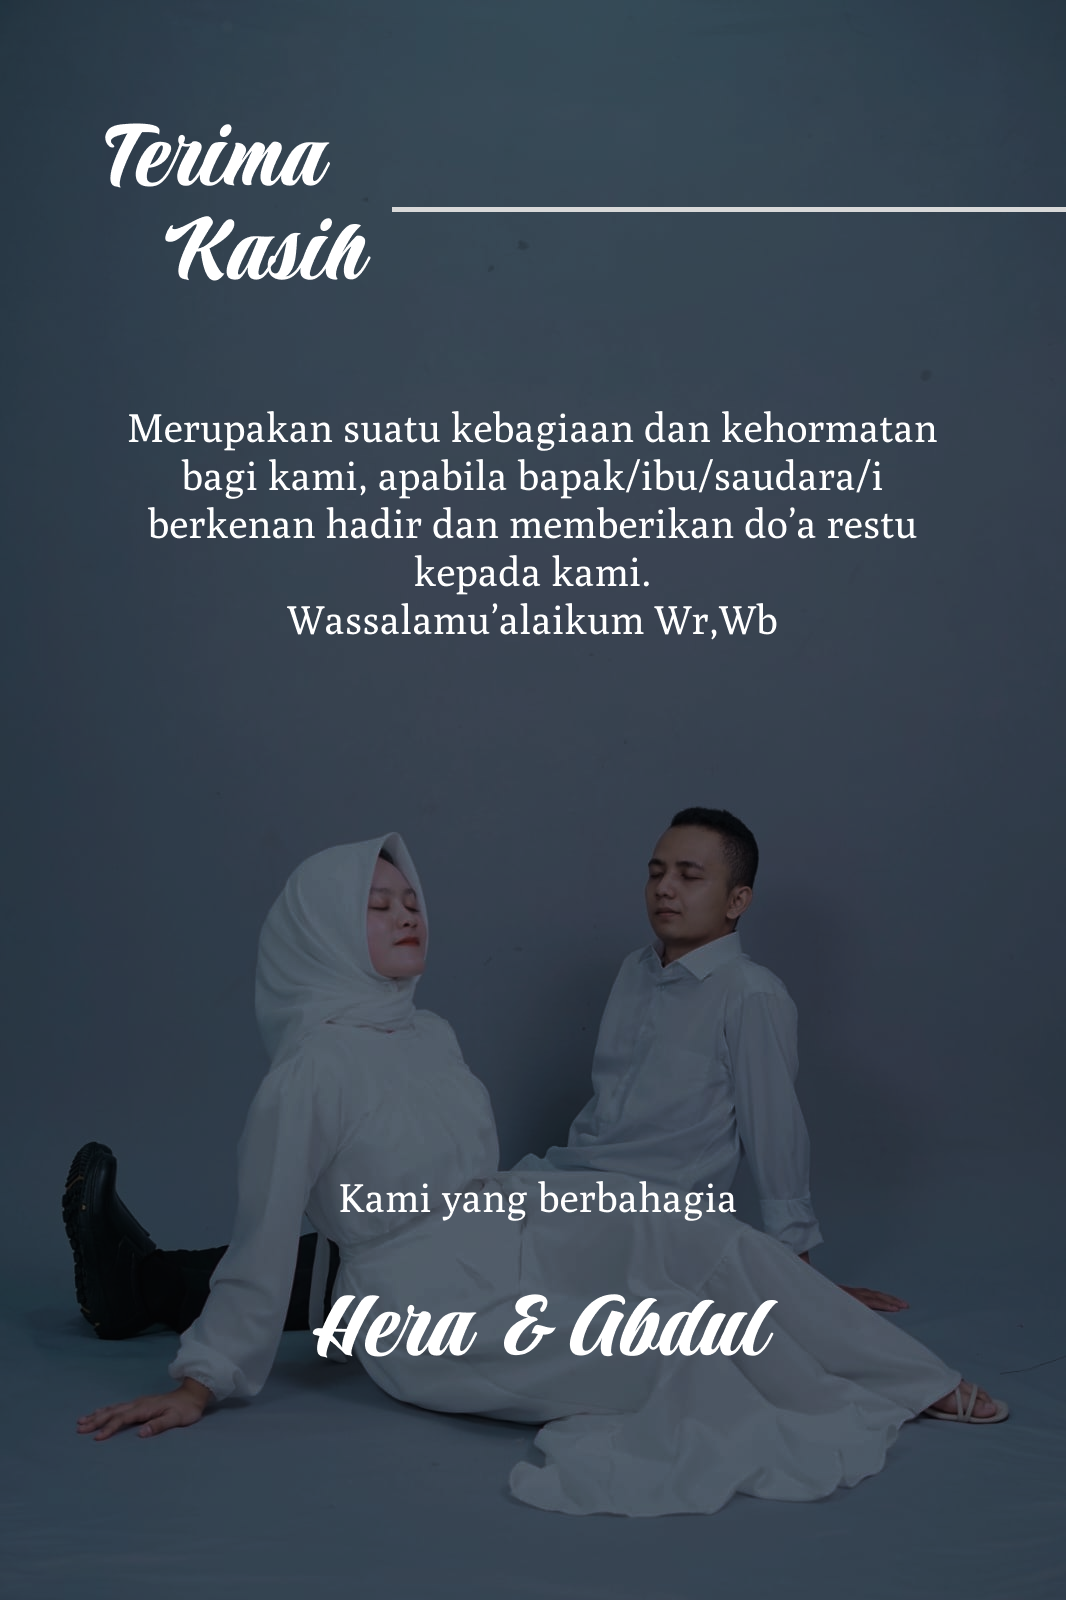 Terima
Kasih
Merupakan suatu kebagiaan dan kehormatan
bagi kami, apabila bapak/ibu/saudara/i
berkenan hadir dan memberikan do’a restu
kepada kami.
Wassalamu’alaikum Wr,Wb
Kami yang berbahagia
Hera & Abdul